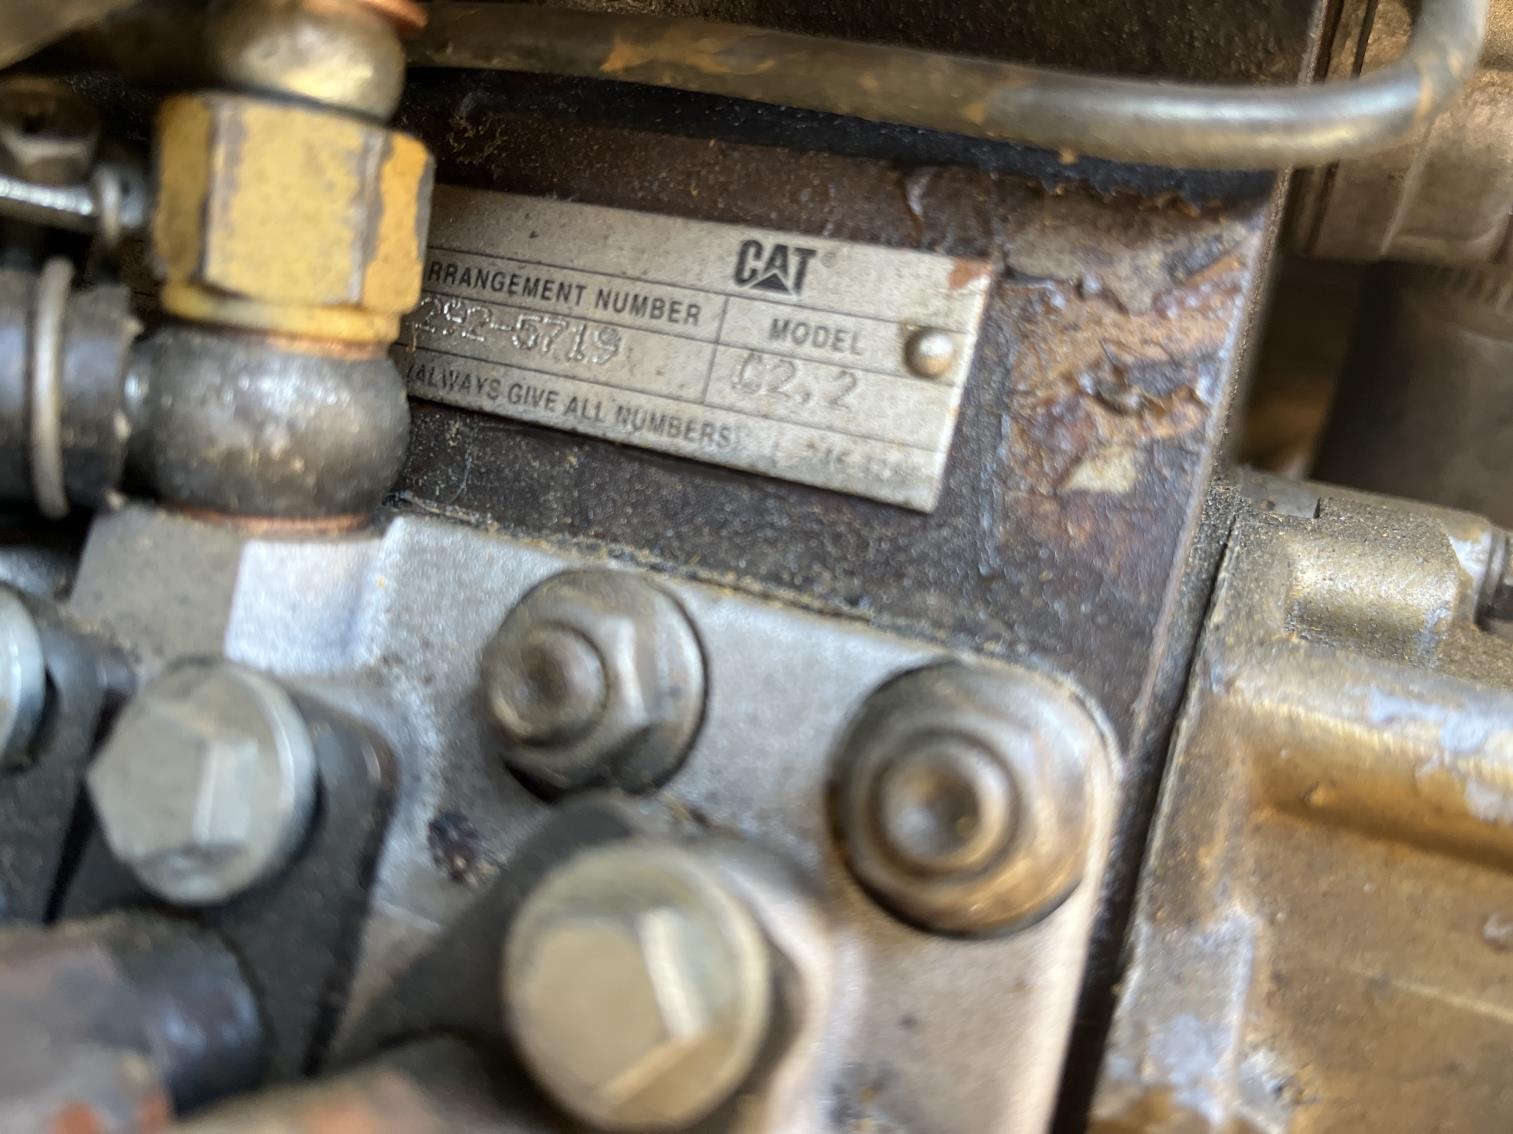 CAT
RRANGEMENT NUMBER
MODEL
292-5719
C2.2
(ALWAYS GIVE ALL NUMBERS)